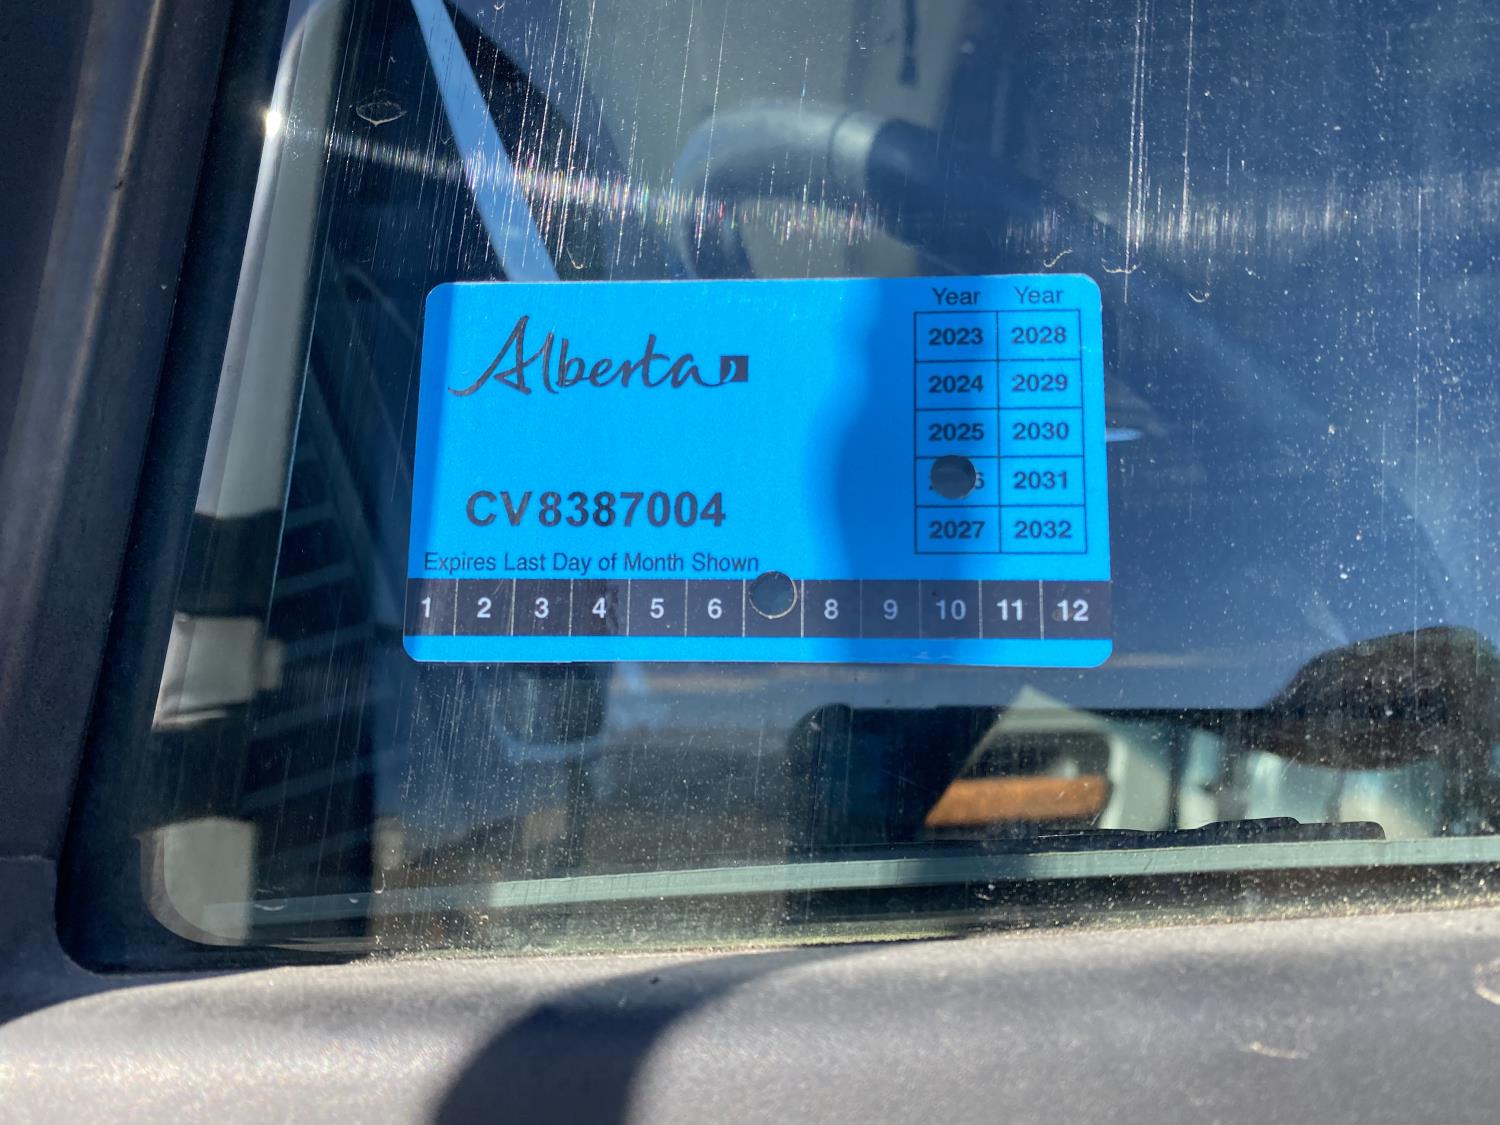 Alberta
Year Year
2023 2028
2024 2029
2025 2030
2031
2027 2032
CV8387004
Expires Last Day of Month Shown
1 2 3 4 5 6 8 9 10 11 12